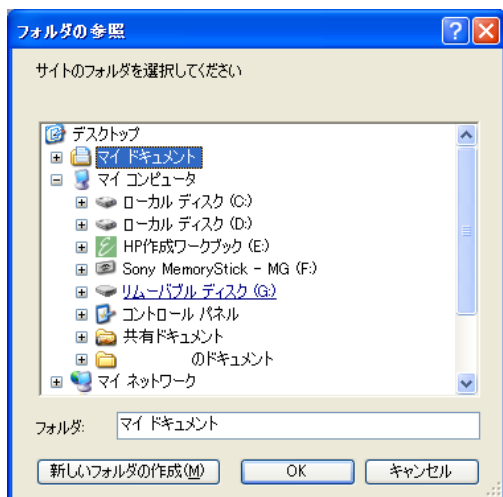 フォルダの参照
サイトのフォルダを選択してください
デスクトップ
マイ ドキュメント
マイ コンピュータ
ローカル ディスク (C:)
ローカル ディスク (D:)
HP作成ワークブック (E:)
Sony MemoryStick - MG (F:)
リムーバブル ディスク (G:)
コントロール パネル
共有ドキュメント
のドキュメント
マイ ネットワーク
フォルダ: マイ ドキュメント
新しいフォルダの作成(M) OK キャンセル